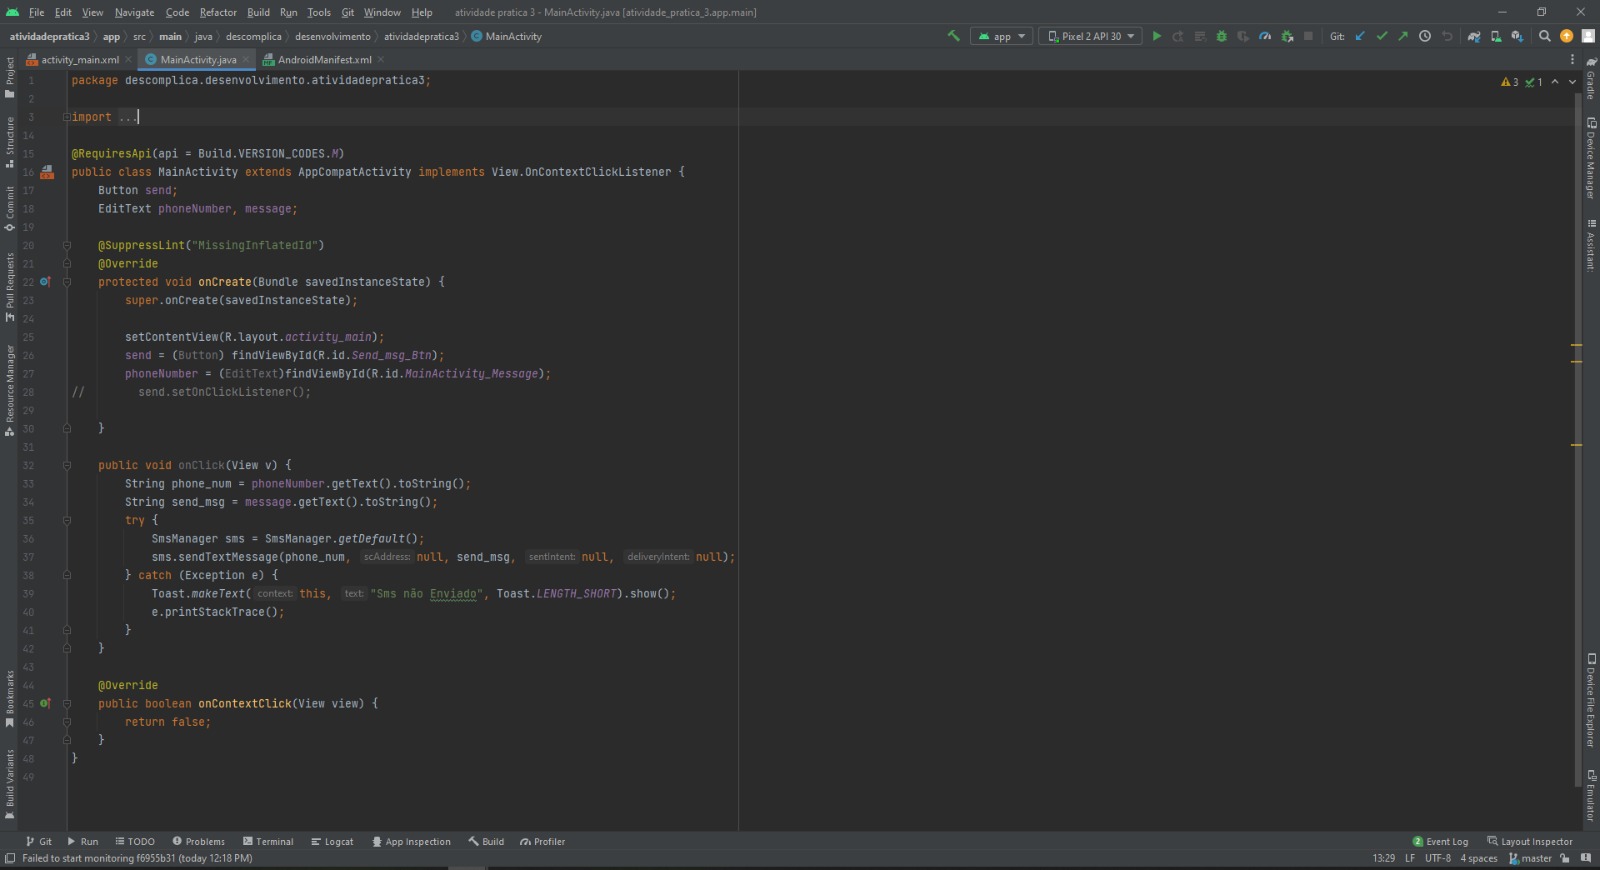 File Edit View Navigate Code Refactor Build Run Tools Git Window Help atividade pratica 3 - MainActivity.java [atividade_pratica_3.app.main]
atividadepratica3 app src main java descomplica desenvolvimento atividadepratica3 MainActivity app Pixel 2 API 30 Git:
activity_main.xml MainActivity.java AndroidManifest.xml
Project
Structure
Commit
Pull Requests
Resource Manager
Bookmarks
Build Variants
1 package descomplica.desenvolvimento.atividadepratica3;
2
3 import ...
14
15 @RequiresApi(api = Build.VERSION_CODES.M)
16 public class MainActivity extends AppCompatActivity implements View.OnContextClickListener {
17 Button send;
18 EditText phoneNumber, message;
19
20 @SuppressLint("MissingInflatedId")
21 @Override
22 protected void onCreate(Bundle savedInstanceState) {
23 super.onCreate(savedInstanceState);
24
25 setContentView(R.layout.activity_main);
26 send = (Button) findViewById(R.id.Send_msg_Btn);
27 phoneNumber = (EditText)findViewById(R.id.MainActivity_Message);
28 // send.setOnClickListener();
29
30 }
31
32 public void onClick(View v) {
33 String phone_num = phoneNumber.getText().toString();
34 String send_msg = message.getText().toString();
35 try {
36 SmsManager sms = SmsManager.getDefault();
37 sms.sendTextMessage(phone_num, scAddress: null, send_msg, sentIntent: null, deliveryIntent: null);
38 } catch (Exception e) {
39 Toast.makeText( context: this, text: "Sms não Enviado", Toast.LENGTH_SHORT).show();
40 e.printStackTrace();
41 }
42 }
43
44 @Override
45 public boolean onContextClick(View view) {
46 return false;
47 }
48 }
49
3 1
Gradle
Device Manager
Assistant:
Device File Explorer
Emulator
Git Run TODO Problems Terminal Logcat App Inspection Build Profiler 2 Event Log Layout Inspector
Failed to start monitoring f6955b31 (today 12:18 PM) 13:29 LF UTF-8 4 spaces master